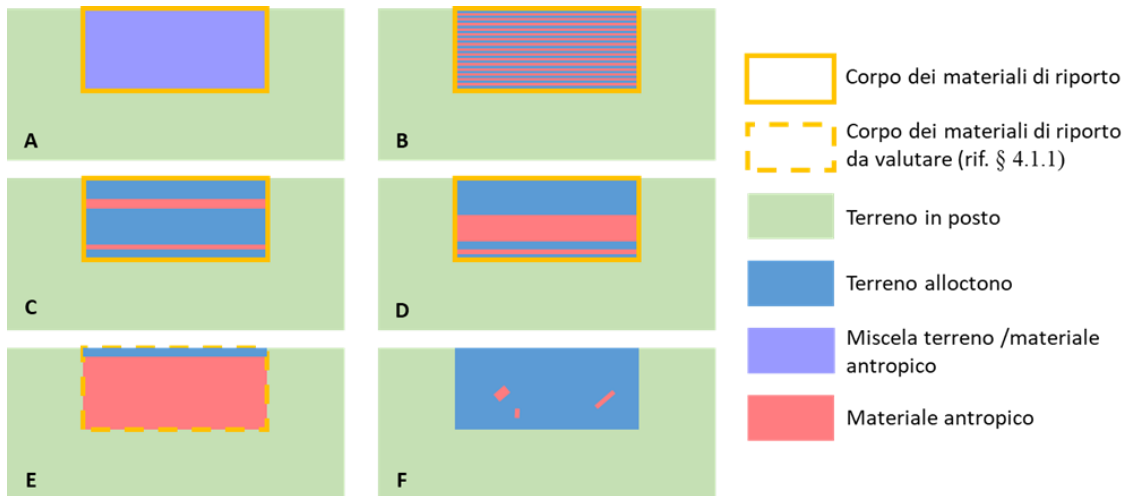 A
B
C
D
E
F
Corpo dei materiali di riporto
Corpo dei materiali di riporto
da valutare (rif. § 4.1.1)
Terreno in posto
Terreno alloctono
Miscela terreno /materiale
antropico
Materiale antropico